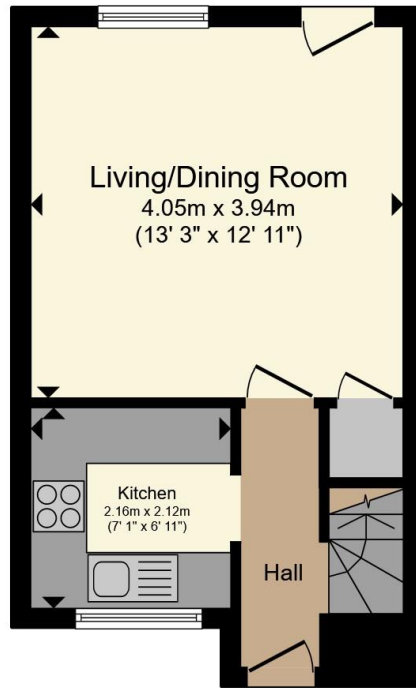 Living/Dining Room
4.05m x 3.94m
(13' 3" x 12' 11")
Kitchen
2.16m x 2.12m
(7' 1" x 6' 11")
Hall